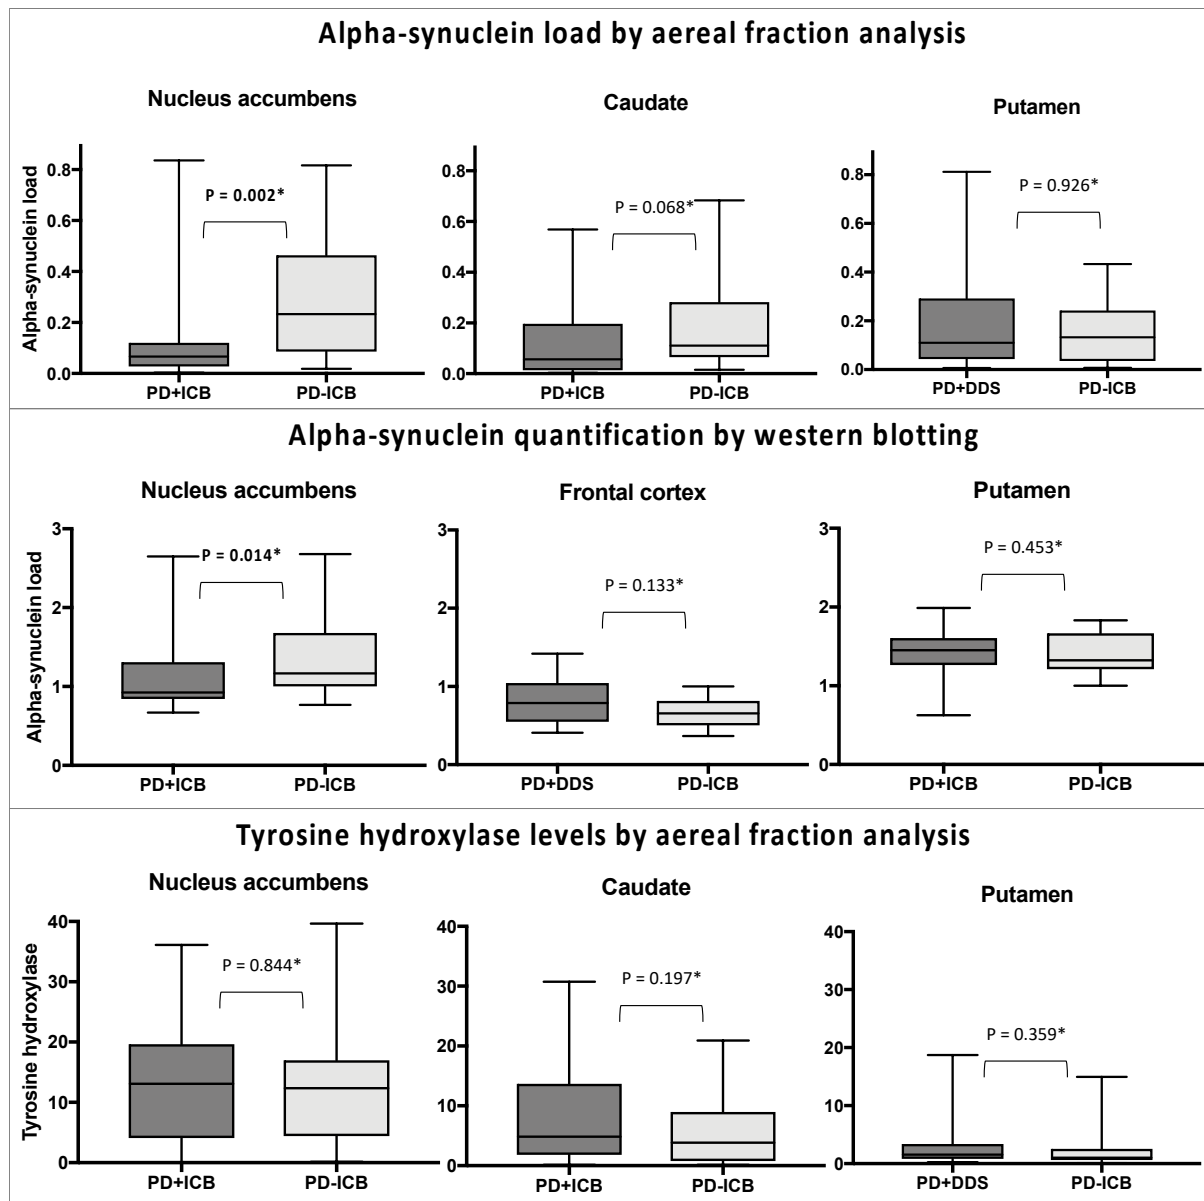 Alpha-synuclein load by aereal fraction analysis
Nucleus accumbens
Caudate
Putamen
Alpha-synuclein load
0.8
0.6
0.4
0.2
0.0
P = 0.002*
PD+ICB
PD-ICB
0.8
0.6
0.4
0.2
0.0
P = 0.068*
PD+ICB
PD-ICB
0.8
0.6
0.4
0.2
0.0
P = 0.926*
PD+DDS
PD-ICB
Alpha-synuclein quantification by western blotting
Nucleus accumbens
Frontal cortex
Putamen
Alpha-synuclein load
3
2
1
0
P = 0.014*
PD+ICB
PD-ICB
3
2
1
0
P = 0.133*
PD+DDS
PD-ICB
3
2
1
0
P = 0.453*
PD+ICB
PD-ICB
Tyrosine hydroxylase levels by aereal fraction analysis
Nucleus accumbens
Caudate
Putamen
Tyrosine hydroxylase
40
30
20
10
0
P = 0.844*
PD+ICB
PD-ICB
40
30
20
10
0
P = 0.197*
PD+ICB
PD-ICB
40
30
20
10
0
P = 0.359*
PD+DDS
PD-ICB